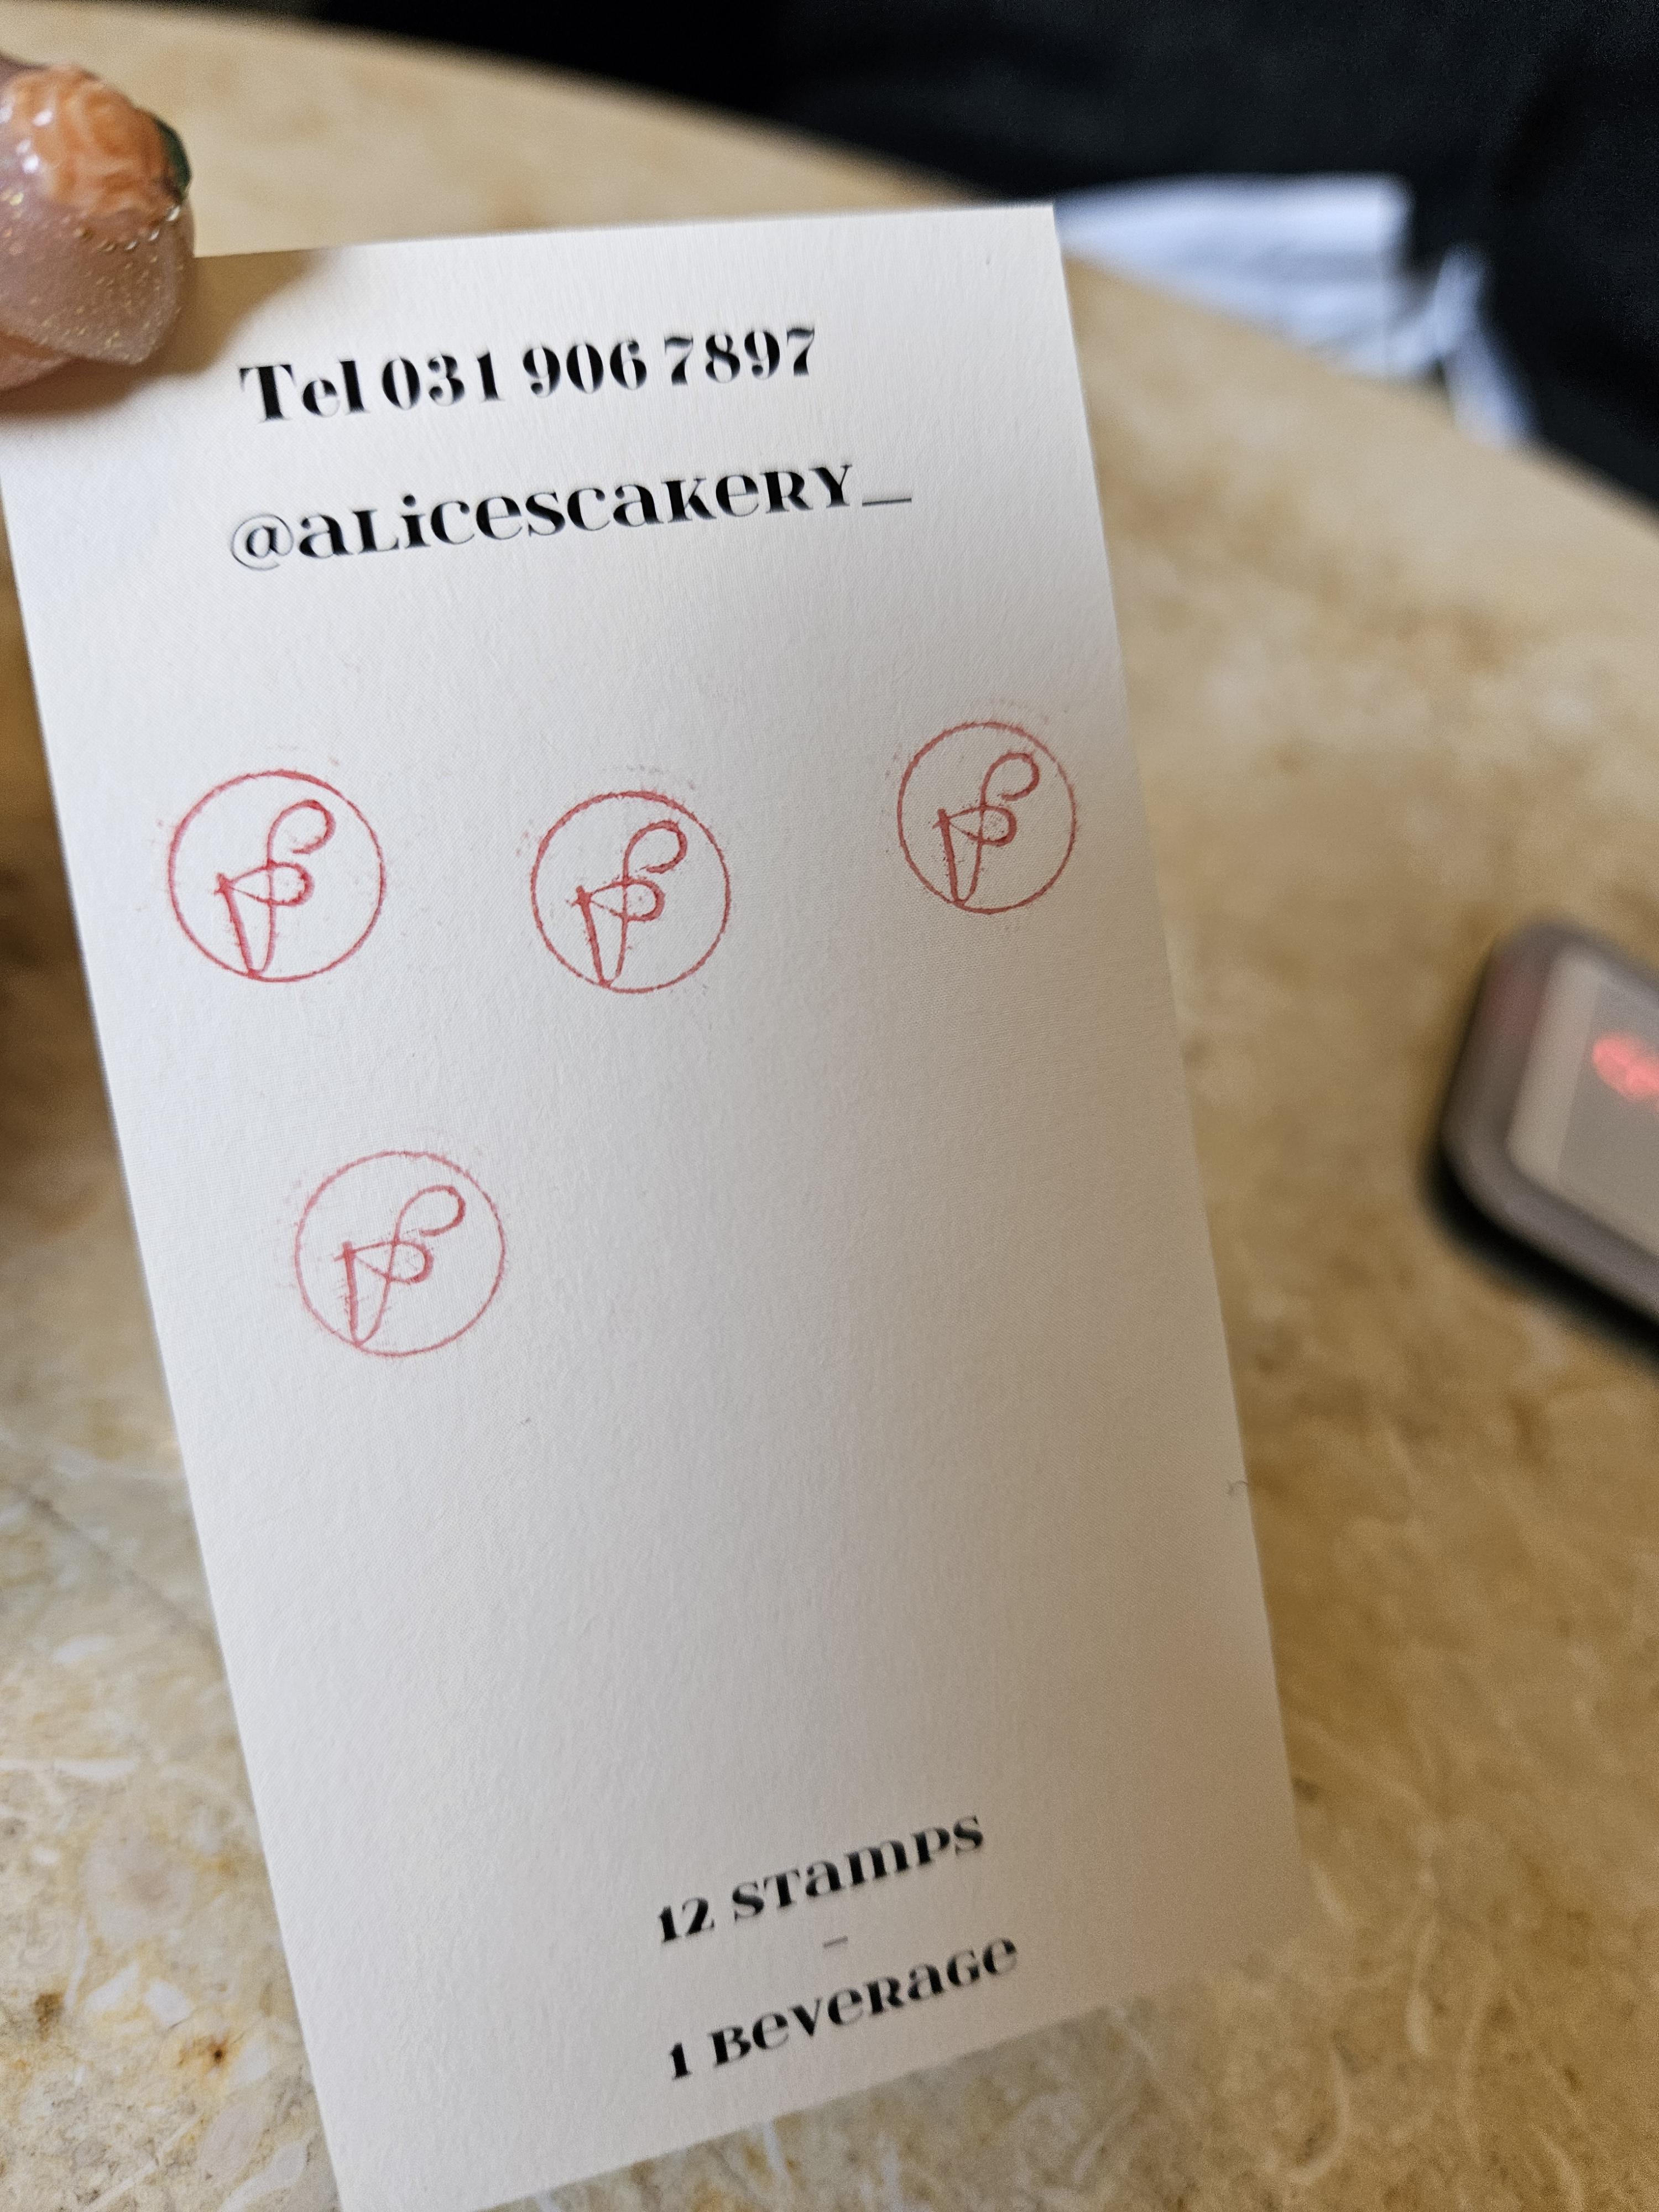 Tel 031 906 7897
@alicescakery_
12 stamps
-
1 beverage